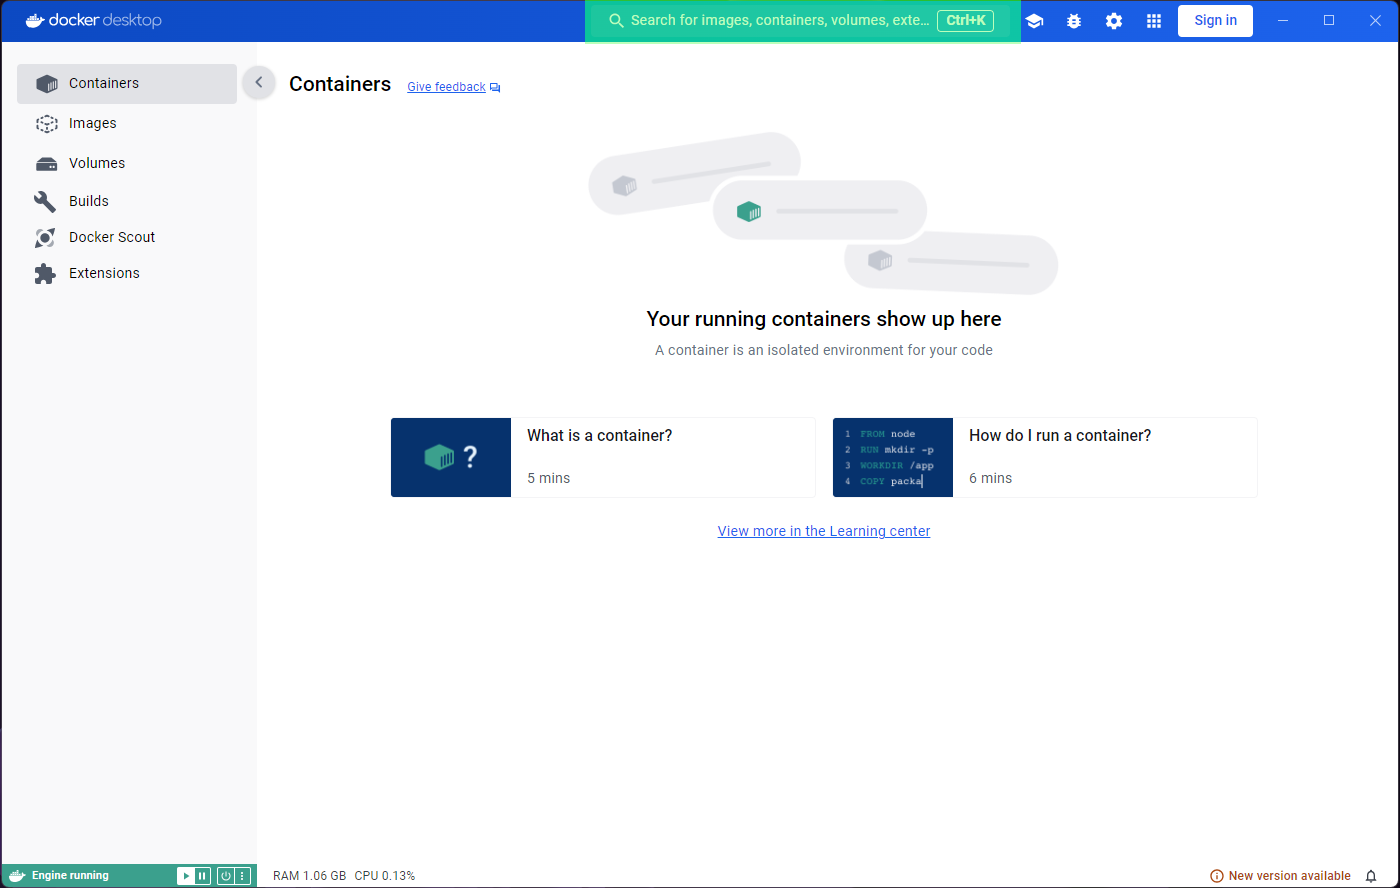 docker desktop
Search for images, containers, volumes, exte... Ctrl+K
Sign in
Containers
Images
Volumes
Builds
Docker Scout
Extensions
Containers Give feedback
Your running containers show up here
A container is an isolated environment for your code
?
What is a container?
5 mins
1 FROM node
2 RUN mkdir -p
3 WORKDIR /app
4 COPY packa
How do I run a container?
6 mins
View more in the Learning center
Engine running
RAM 1.06 GB CPU 0.13%
New version available